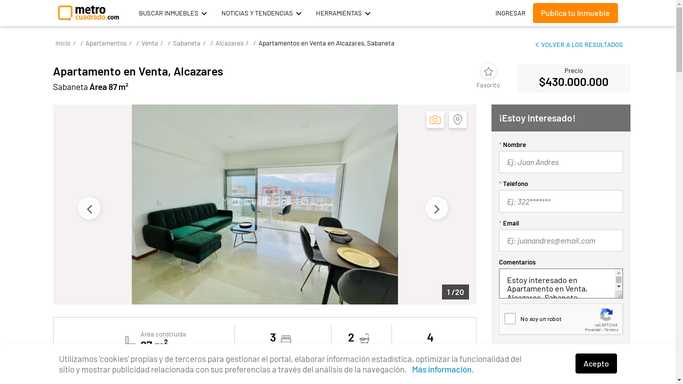 metro
cuadrado.com
BUSCAR INMUEBLES
NOTICIAS Y TENDENCIAS
HERRAMIENTAS
INGRESAR
Publica tu inmueble
Inicio / / Apartamentos / / Venta / / Sabaneta / / Alcazares / / Apartamentos en Venta en Alcazares, Sabaneta
VOLVER A LOS RESULTADOS
Apartamento en Venta, Alcazares
Sabaneta Área 87 m²
Favorito
Precio
$430.000.000
1 / 20
¡Estoy Interesado!
* Nombre
Ej: Juan Andres
* Teléfono
Ej: 322*******
* Email
Ej: juanandres@email.com
Comentarios
Estoy interesado en
Apartamento en Venta,
Alcazares, Sabaneta
No soy un robot
reCAPTCHA
Privacidad - Términos
Área construida
87 m²
3
2
4
Utilizamos 'cookies' propias y de terceros para gestionar el portal, elaborar información estadística, optimizar la funcionalidad del
sitio y mostrar publicidad relacionada con sus preferencias a través del análisis de la navegación. Más información.
Acepto